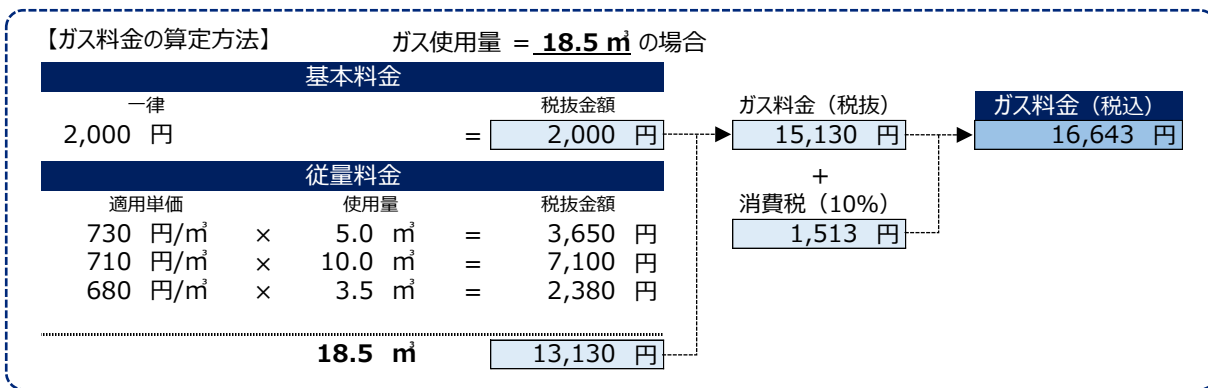 【ガス料金の算定方法】 ガス使用量 = 18.5 ㎥ の場合
基本料金
一律 税抜金額 ガス料金（税抜） ガス料金（税込）
2,000 円 = 2,000 円 15,130 円 16,643 円
従量料金 +
適用単価 使用量 税抜金額 消費税（10%）
730 円/㎥ × 5.0 ㎥ = 3,650 円 1,513 円
710 円/㎥ × 10.0 ㎥ = 7,100 円
680 円/㎥ × 3.5 ㎥ = 2,380 円
18.5 ㎥ 13,130 円